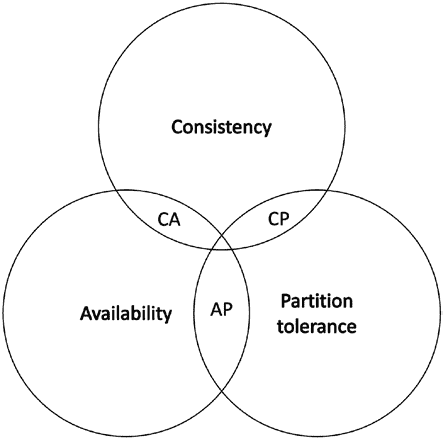 Consistency
CA
CP
Availability
AP
Partition
tolerance